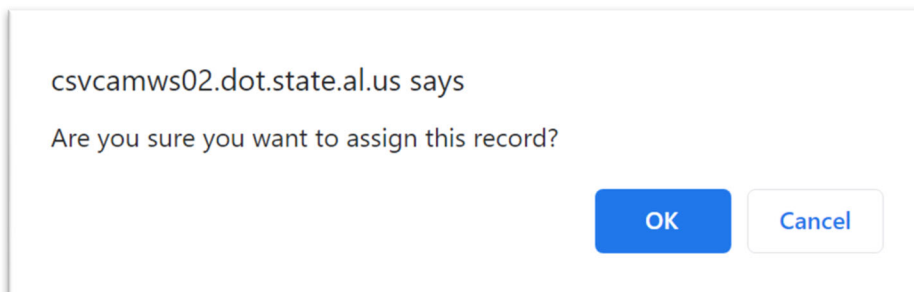 csvcamws02.dot.state.al.us says
Are you sure you want to assign this record?
OK
Cancel